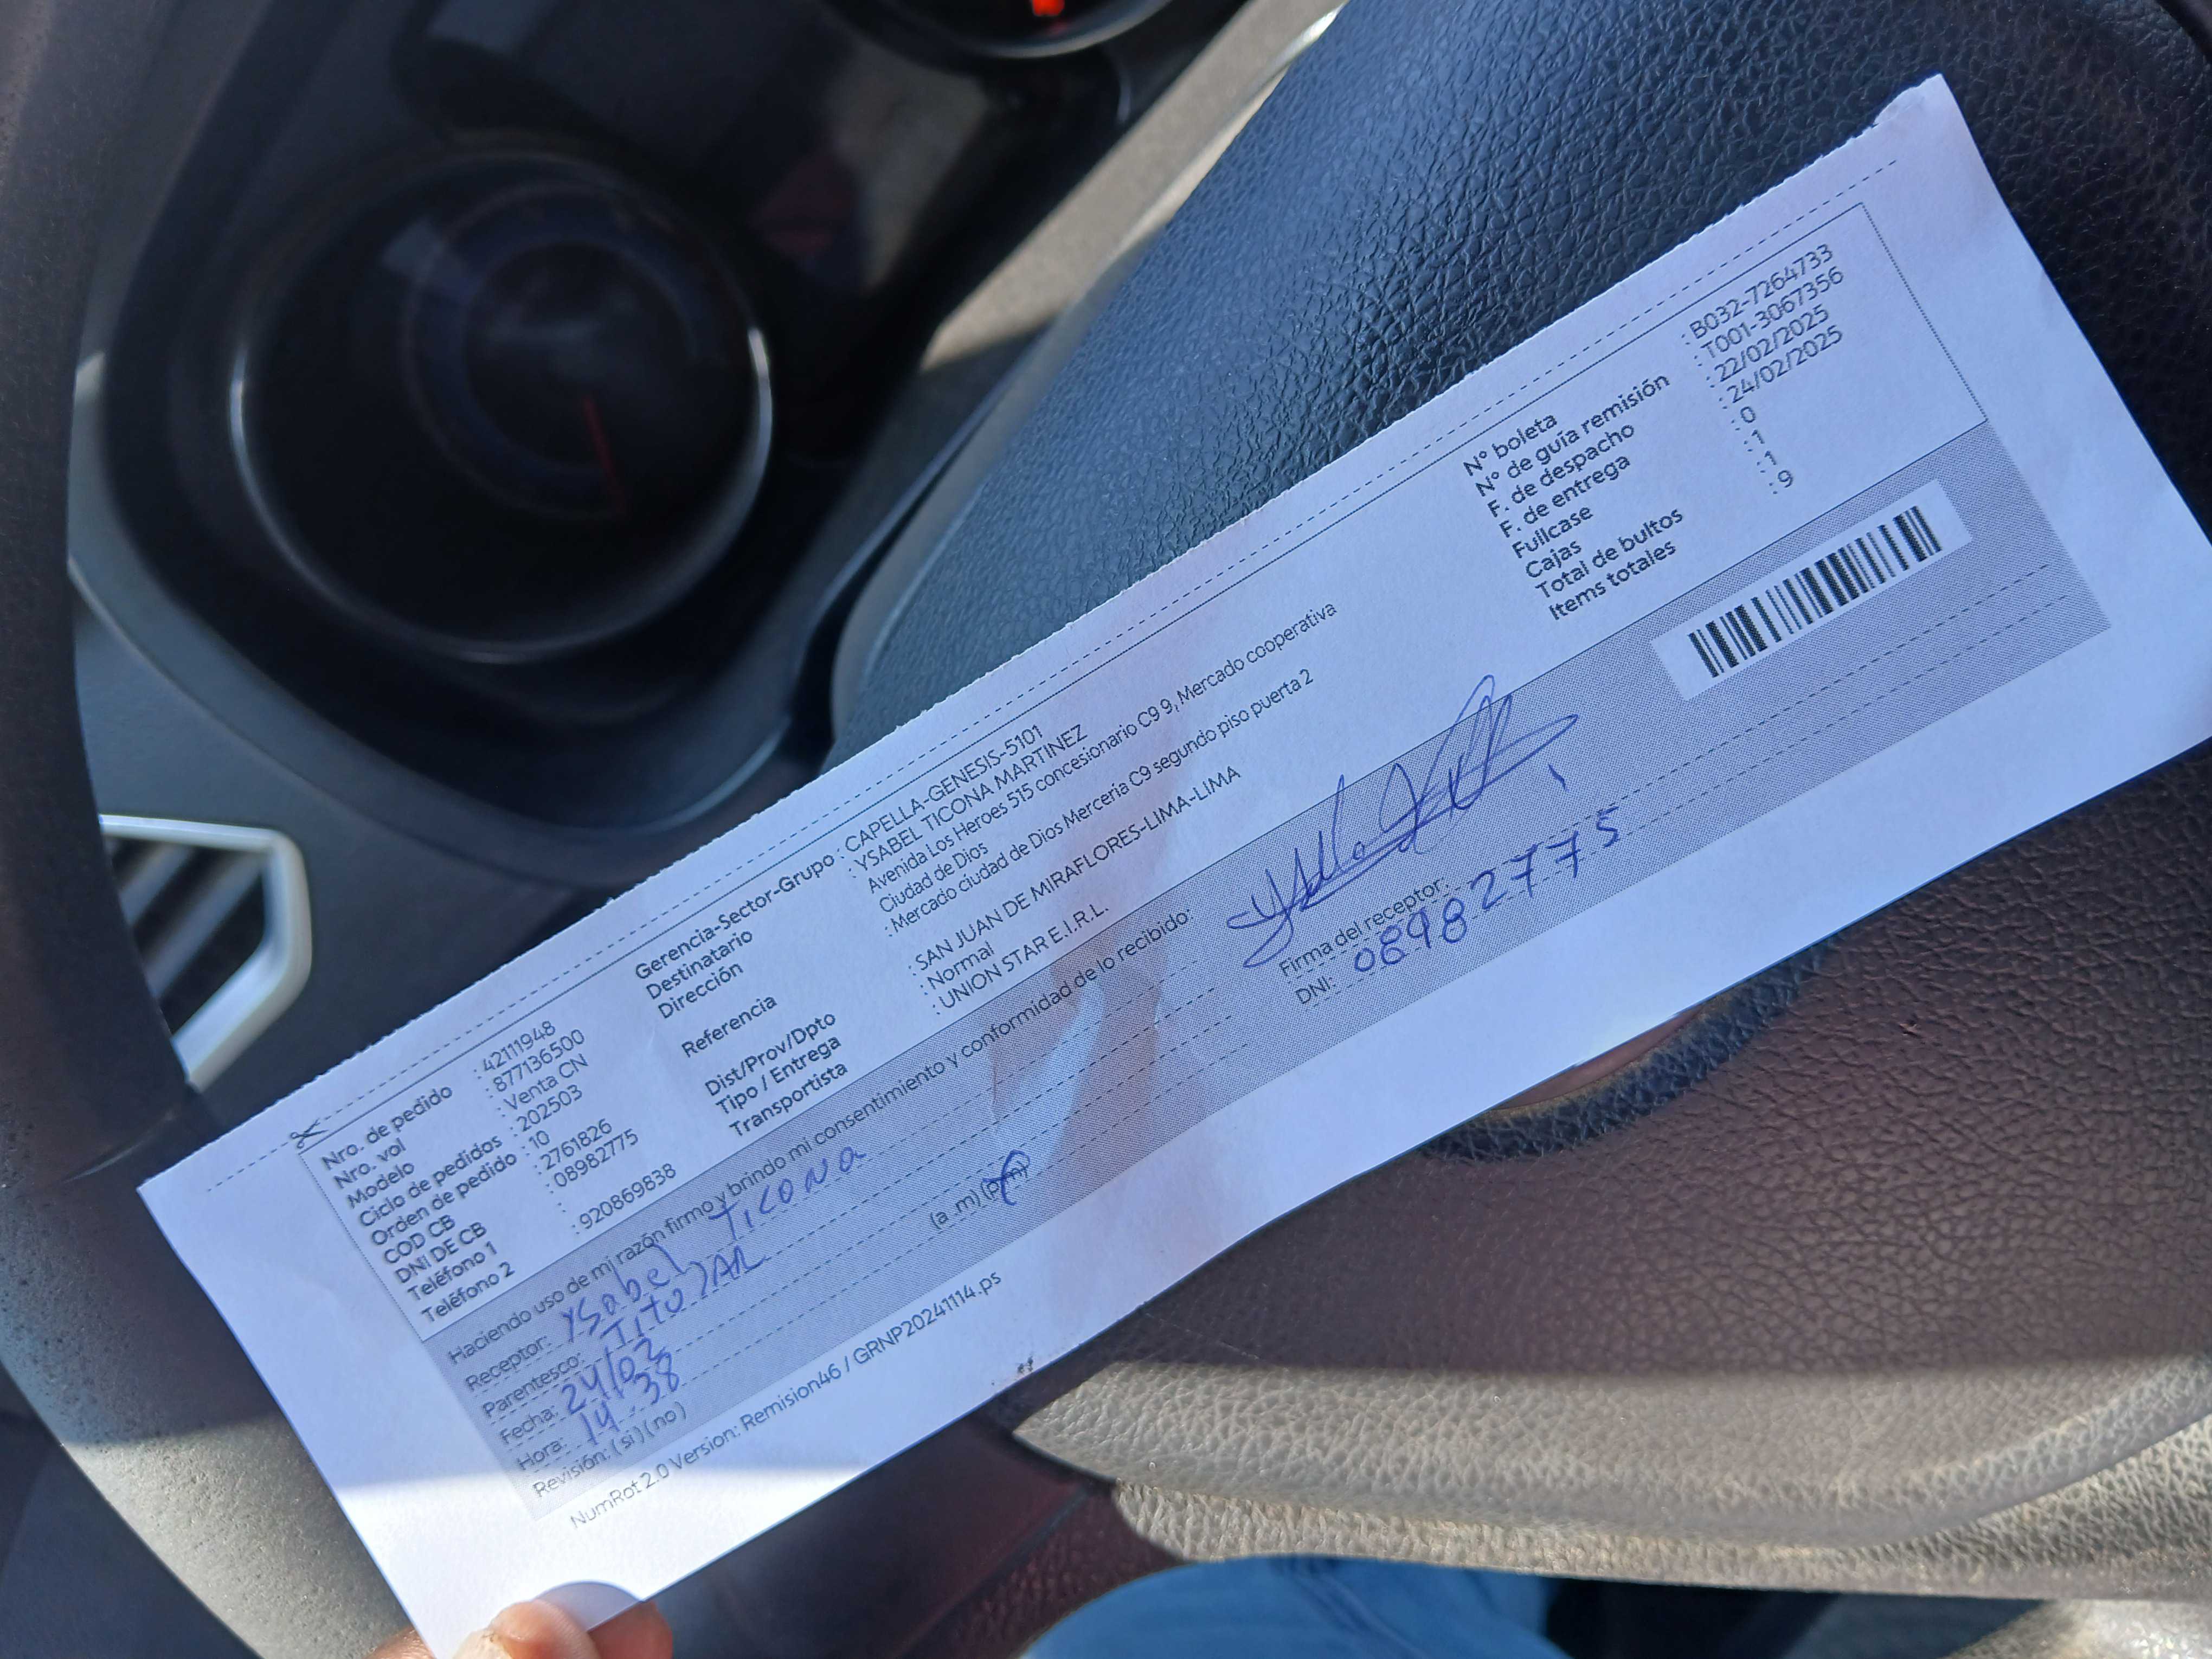 Nro. de pedido : 42111948
Nro. vol : 877136500
Modelo : Venta CN
Ciclo de pedidos : 202503
Orden de pedido : 10
COD CB : 2761826
DNI DE CB : 08982775
Teléfono 1 :
Teléfono 2 : 920869838
Gerencia-Sector-Grupo : CAPELLA-GENESIS-5101
Destinatario : YSABEL TICONA MARTINEZ
Dirección : Avenida Los Heroes 515 concesionario C9 9, Mercado cooperativa
Ciudad de Dios
Referencia : Mercado ciudad de Dios Merceria C9 segundo piso puerta 2
Dist/Prov/Dpto : SAN JUAN DE MIRAFLORES-LIMA-LIMA
Tipo / Entrega : Normal
Transportista : UNION STAR E.I.R.L.
N° boleta : B032-7264733
N° de guía remisión : T001-3067356
F. de despacho : 22/02/2025
F. de entrega : 24/02/2025
Fullcase : 0
Cajas : 1
Total de bultos : 1
Items totales : 9
Haciendo uso de mi razón firmo y brindo mi consentimiento y conformidad de lo recibido:
Receptor: Ysabel Ticona
Parentesco: TITULAR
Fecha: 24/02
Hora: 14:38 (a .m) (p.m)
Revisión: ( si ) ( no )
Firma del receptor:
DNI: 08982775
NumRot 2.0 Version: Remision46 / GRNP20241114.ps